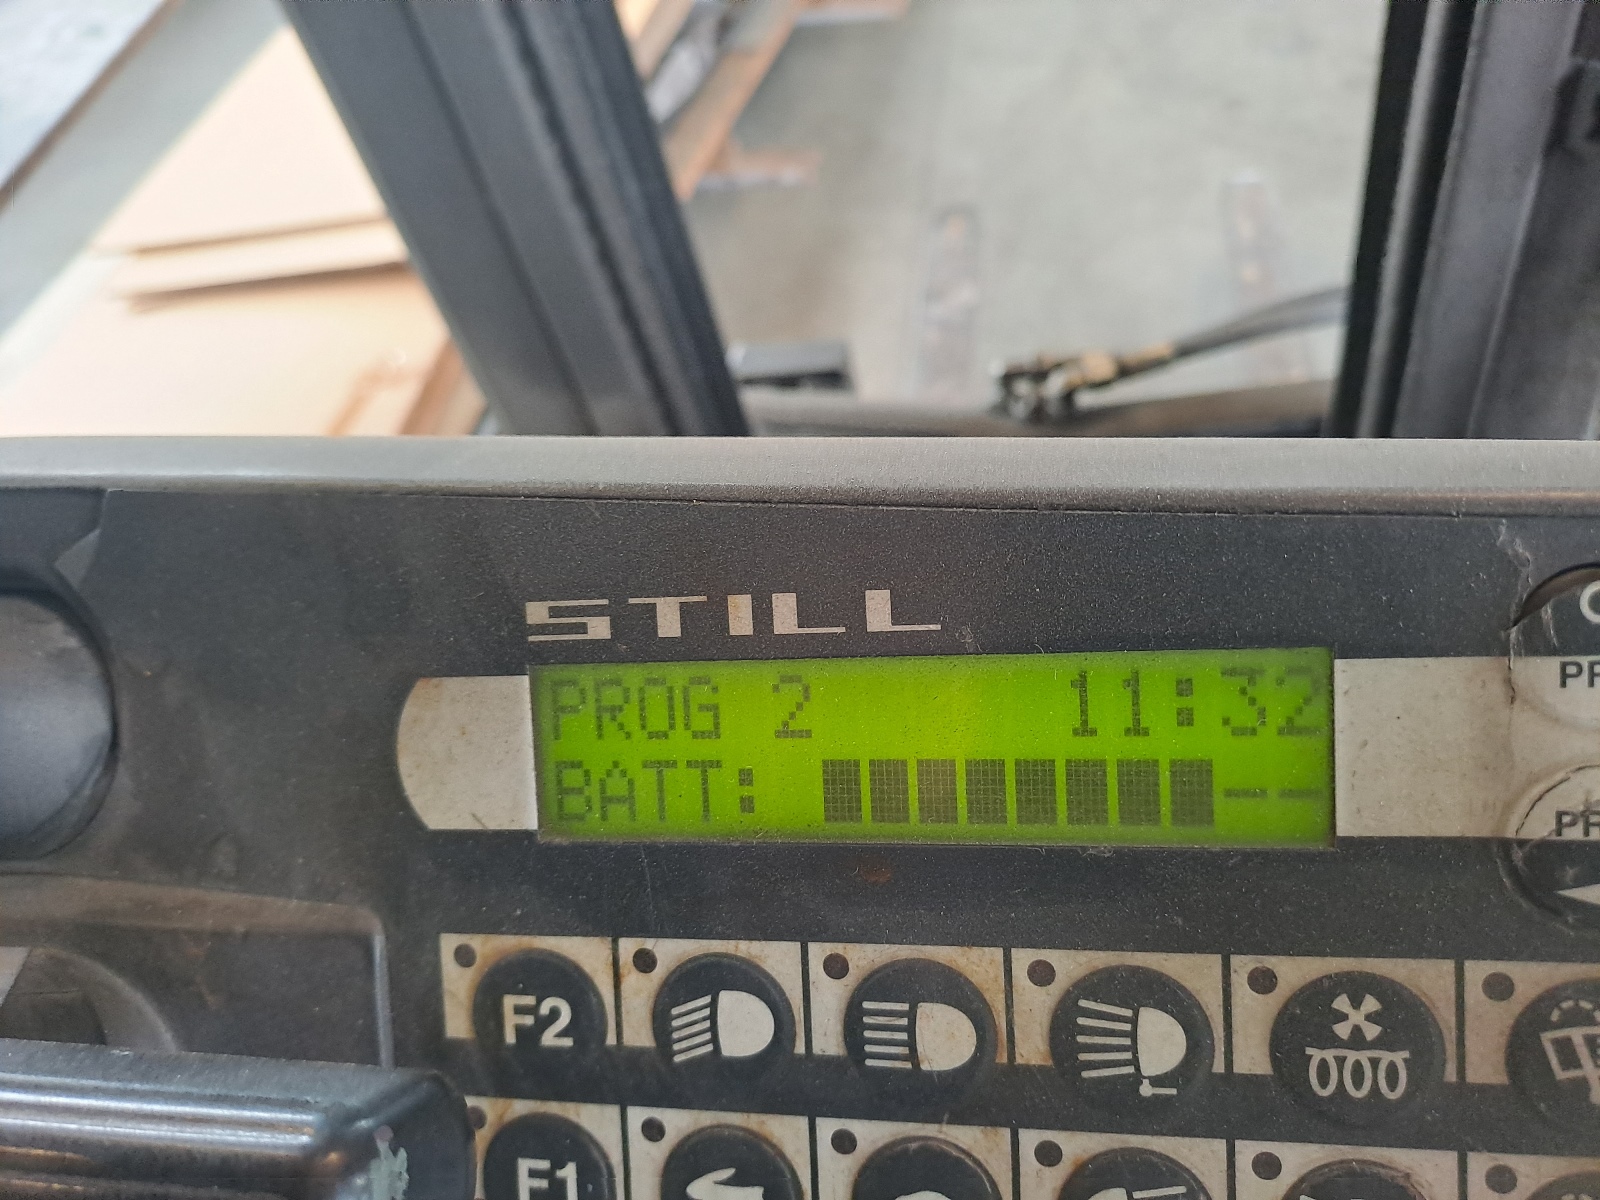 STILL
PROG 2 11:32
BATT:
F2
F1